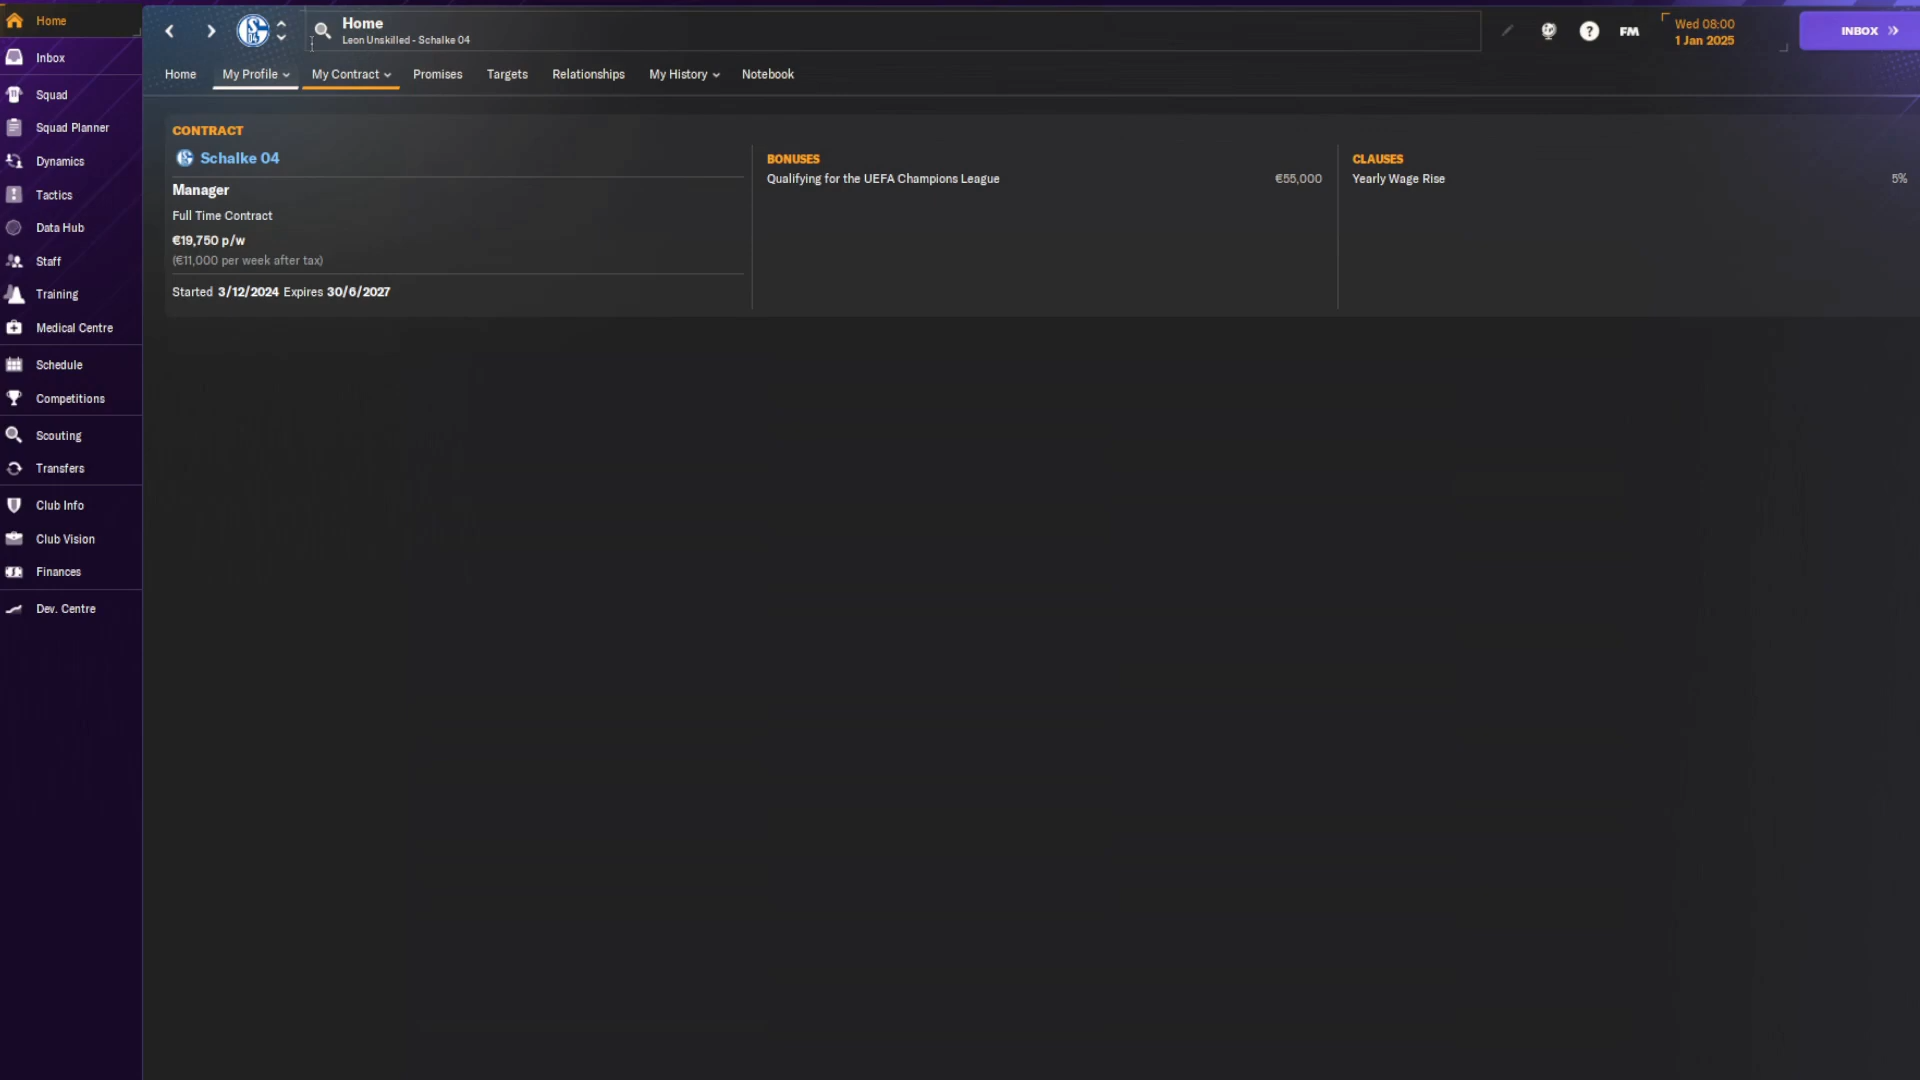 Home
Inbox
Squad
Squad Planner
Dynamics
Tactics
Data Hub
Staff
Training
Medical Centre
Schedule
Competitions
Scouting
Transfers
Club Info
Club Vision
Finances
Dev. Centre
Home
Leon Unskilled - Schalke 04
FM
Wed 08:00
1 Jan 2025
INBOX
Home My Profile My Contract Promises Targets Relationships My History Notebook
CONTRACT
Schalke 04
Manager
Full Time Contract
€19,750 p/w
(€11,000 per week after tax)
Started 3/12/2024 Expires 30/6/2027
BONUSES
Qualifying for the UEFA Champions League €55,000
CLAUSES
Yearly Wage Rise 5%